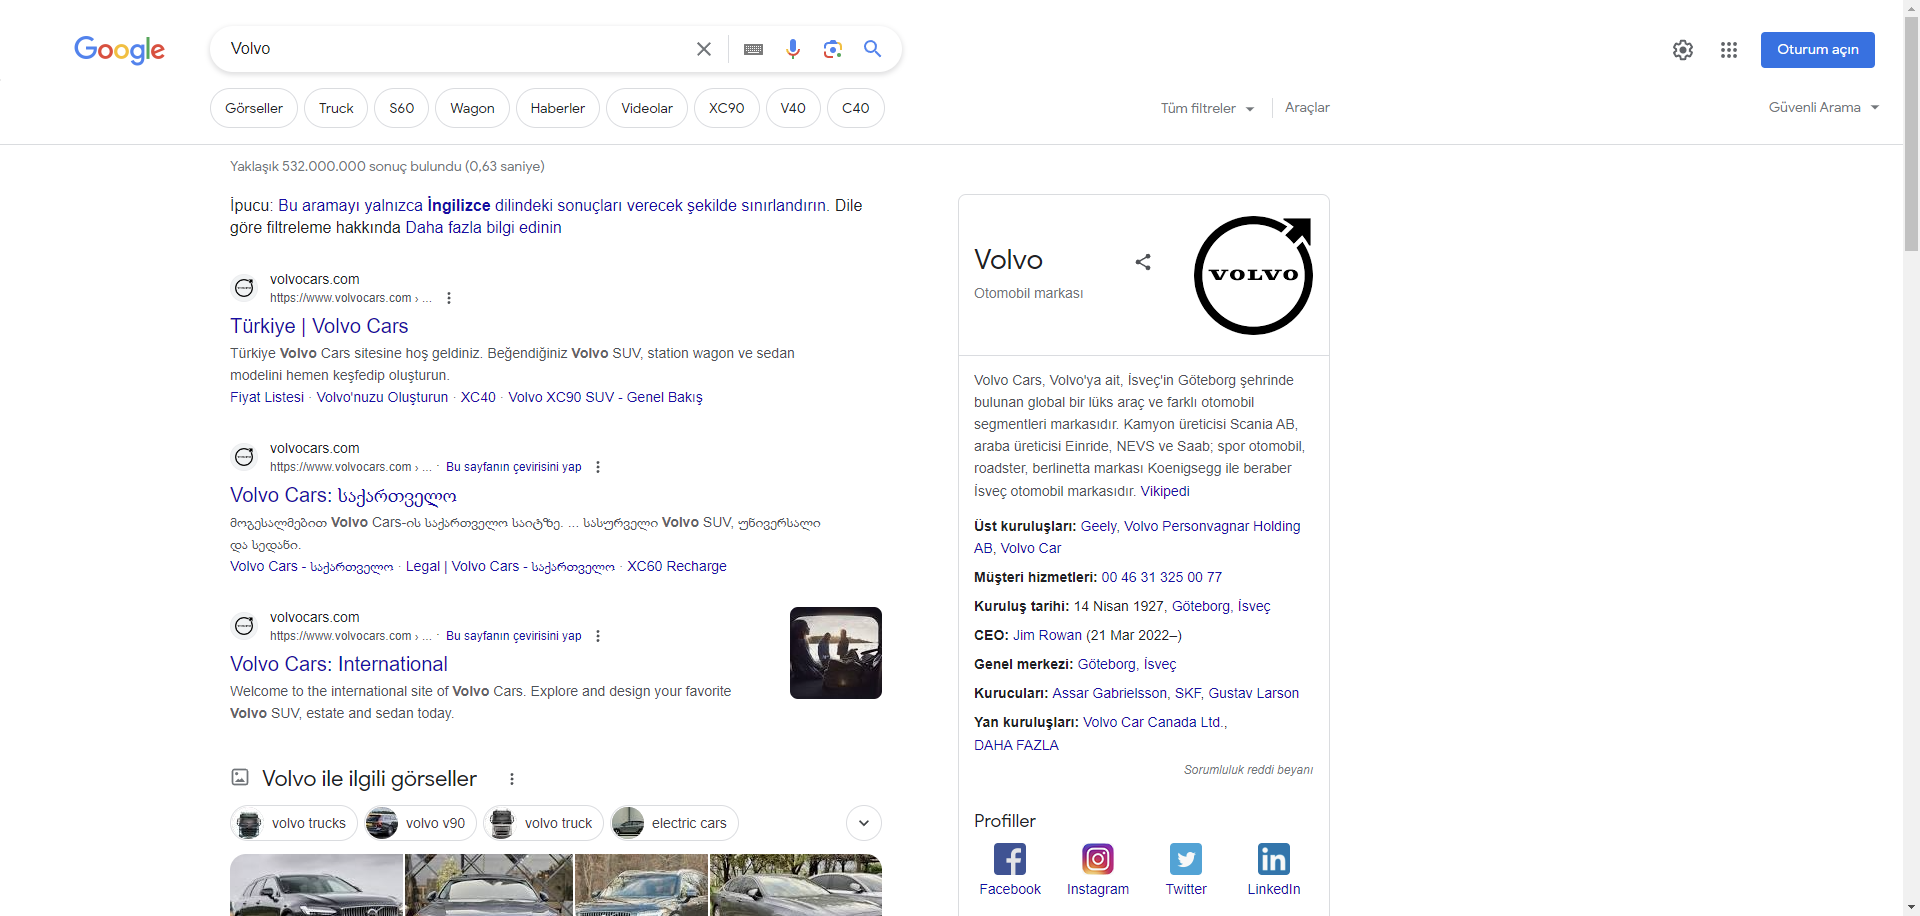 Google
Volvo
Oturum açın
Görseller
Truck
S60
Wagon
Haberler
Videolar
XC90
V40
C40
Tüm filtreler
Araçlar
Güvenli Arama
Yaklaşık 532.000.000 sonuç bulundu (0,63 saniye)
İpucu: Bu aramayı yalnızca İngilizce dilindeki sonuçları verecek şekilde sınırlandırın. Dile
göre filtreleme hakkında Daha fazla bilgi edinin
volvocars.com
https://www.volvocars.com › ...
Türkiye | Volvo Cars
Türkiye Volvo Cars sitesine hoş geldiniz. Beğendiğiniz Volvo SUV, station wagon ve sedan
modelini hemen keşfedip oluşturun.
Fiyat Listesi · Volvo'nuzu Oluşturun · XC40 · Volvo XC90 SUV - Genel Bakış
volvocars.com
https://www.volvocars.com › ... · Bu sayfanın çevirisini yap
Volvo Cars: საქართველო
მოგესალმებით Volvo Cars-ის საქართველო საიტზე. ... სასურველი Volvo SUV, უნივერსალი
და სედანი.
Volvo Cars - საქართველო · Legal | Volvo Cars - საქართველო · XC60 Recharge
volvocars.com
https://www.volvocars.com › ... · Bu sayfanın çevirisini yap
Volvo Cars: International
Welcome to the international site of Volvo Cars. Explore and design your favorite
Volvo SUV, estate and sedan today.
Volvo ile ilgili görseller
volvo trucks
volvo v90
volvo truck
electric cars
Volvo
Otomobil markası
VOLVO
Volvo Cars, Volvo'ya ait, İsveç'in Göteborg şehrinde
bulunan global bir lüks araç ve farklı otomobil
segmentleri markasıdır. Kamyon üreticisi Scania AB,
araba üreticisi Einride, NEVS ve Saab; spor otomobil,
roadster, berlinetta markası Koenigsegg ile beraber
İsveç otomobil markasıdır. Vikipedi
Üst kuruluşları: Geely, Volvo Personvagnar Holding
AB, Volvo Car
Müşteri hizmetleri: 00 46 31 325 00 77
Kuruluş tarihi: 14 Nisan 1927, Göteborg, İsveç
CEO: Jim Rowan (21 Mar 2022–)
Genel merkezi: Göteborg, İsveç
Kurucuları: Assar Gabrielsson, SKF, Gustav Larson
Yan kuruluşları: Volvo Car Canada Ltd.,
DAHA FAZLA
Sorumluluk reddi beyanı
Profiller
Facebook
Instagram
Twitter
LinkedIn